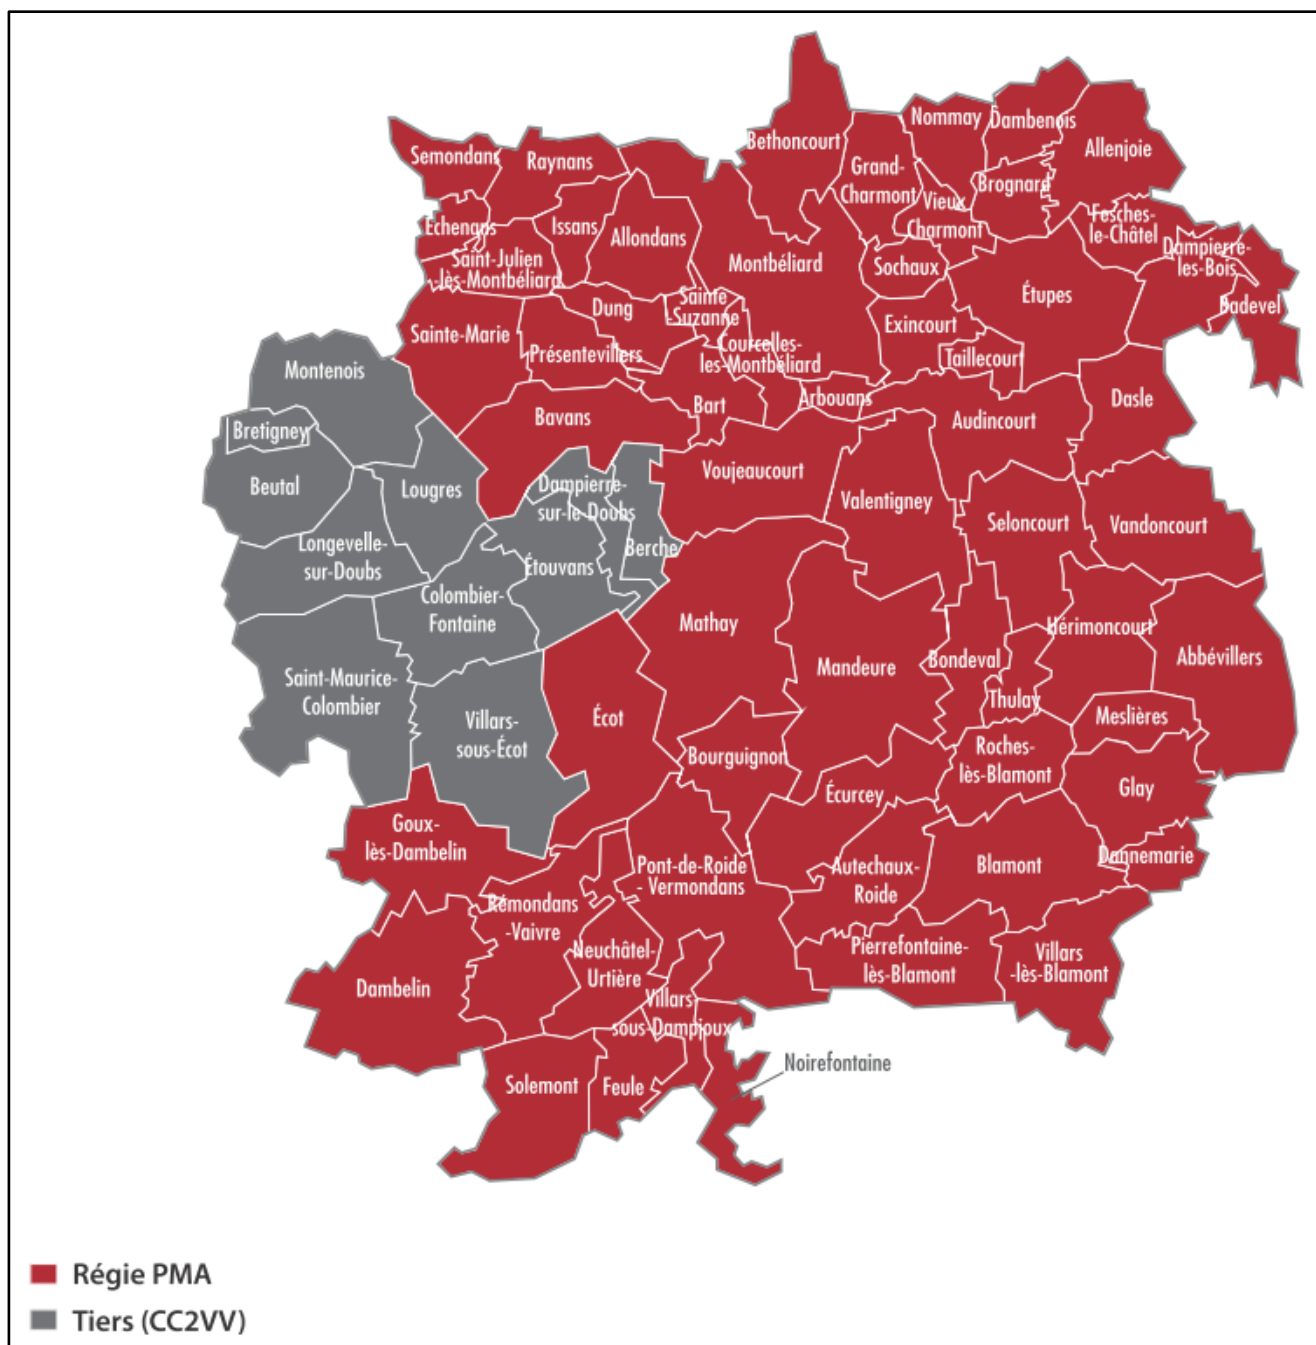 Nommay
Dambenois
Bethoncourt
Allenjoie
Semondans
Raynans
Grand-
Charmont
Brognard
Vieux
Charmont
Echenans
Issans
Allondans
Fesches-
le-Châtel
Dampierre-
les-Bois
Saint-Julien
-lès-Montbéliard
Montbéliard
Sochaux
Étupes
Badevel
Dung
Sainte
-Suzanne
Sainte-Marie
Présentevillers
Courcelles-
les-Montbéliard
Exincourt
Taillecourt
Montenois
Bart
Arbouans
Audincourt
Dasle
Bavans
Bretigney
Beutal
Lougres
Dampierre-
sur-le-Doubs
Voujeaucourt
Valentigney
Seloncourt
Vandoncourt
Longevelle-
sur-Doubs
Étouvans
Berche
Colombier-
Fontaine
Mathay
Mandeure
Bondeval
Hérimoncourt
Abbévillers
Saint-Maurice-
Colombier
Villars-
sous-Écot
Écot
Thulay
Meslières
Bourguignon
Roches-
lès-Blamont
Écurcey
Glay
Goux-
lès-Dambelin
Pont-de-Roide
- Vermondans
Autechaux-
Roide
Blamont
Dannemarie
Rémondans
-Vaivre
Neuchâtel-
Urtière
Pierrefontaine-
lès-Blamont
Villars
-lès-Blamont
Dambelin
Villars-
sous-Dampjoux
Noirefontaine
Solemont
Feule
Régie PMA
Tiers (CC2VV)